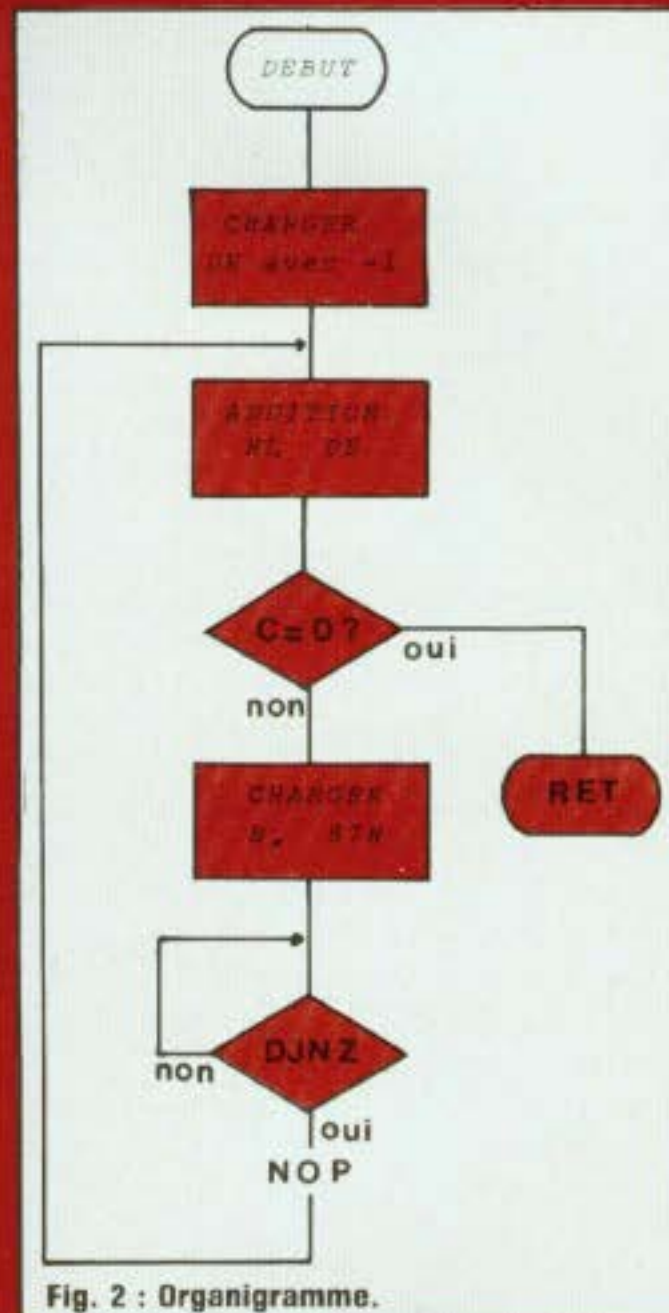 DEBUT
CHARGER
DE avec -1
ADDITION
HL, DE
C=0?
oui
non
CHARGER
B,
RET
DJNZ
non
oui
NOP
Fig. 2 : Organigramme.